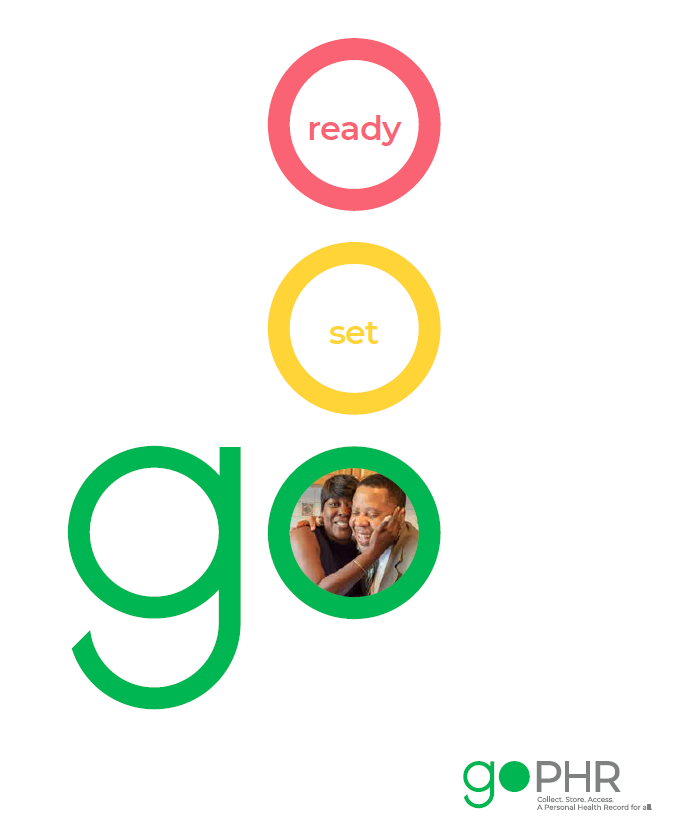 ready
set
go
goPHR
Collect. Store. Access.
A Personal Health Record for all.